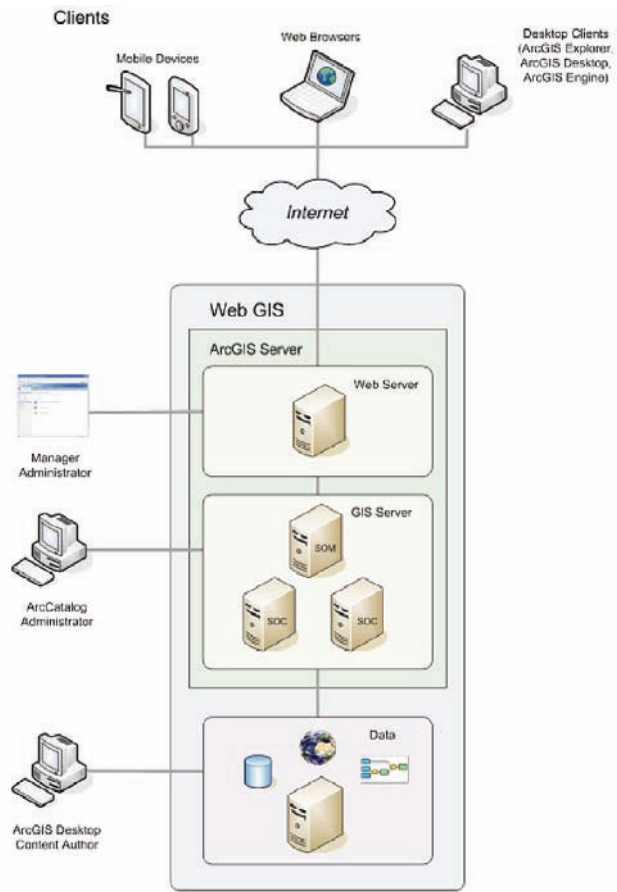 Clients
Mobile Devices
Web Browsers
Desktop Clients
(ArcGIS Explorer,
ArcGIS Desktop,
ArcGIS Engine)
Internet
Web GIS
ArcGIS Server
Web Server
Manager
Administrator
GIS Server
SOM
SOC
SOC
ArcCatalog
Administrator
Data
ArcGIS Desktop
Content Author